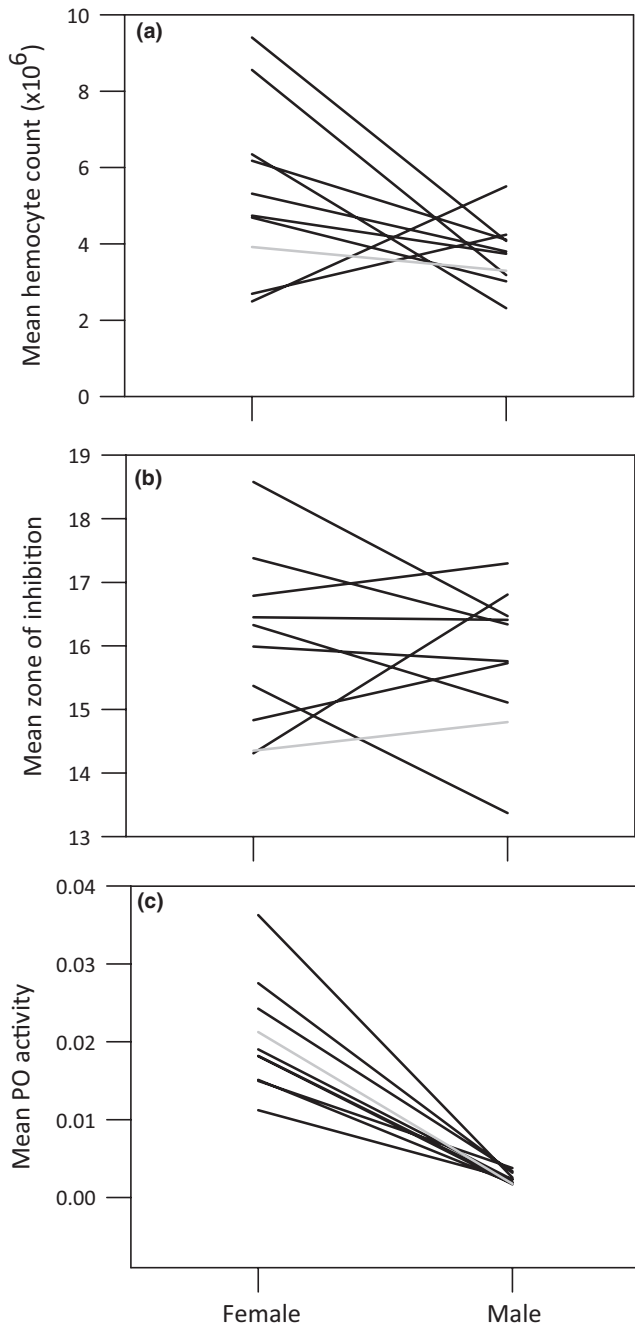 (a)
Mean hemocyte count (x10⁶)
10
8
6
4
2
0
(b)
Mean zone of inhibition
19
18
17
16
15
14
13
(c)
Mean PO activity
0.04
0.03
0.02
0.01
0.00
Female Male